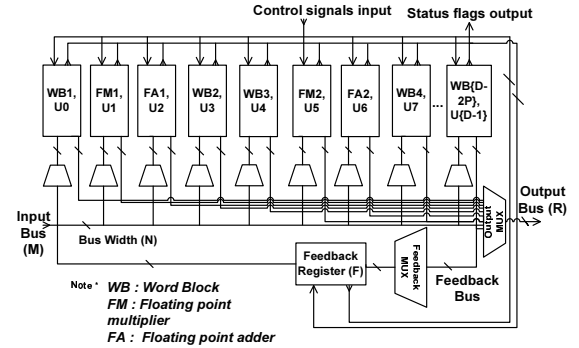 Control signals input
Status flags output
WB1,
U0
FM1,
U1
FA1,
U2
WB2,
U3
WB3,
U4
FM2,
U5
FA2,
U6
WB4,
U7
...
WB{D-
2P},
U{D-1}
Output
Bus (R)
Output
MUX
Input
Bus
(M)
Bus Width (N)
Feedback
Register (F)
Feedback
MUX
Feedback
Bus
Note * WB : Word Block
FM : Floating point
multiplier
FA : Floating point adder